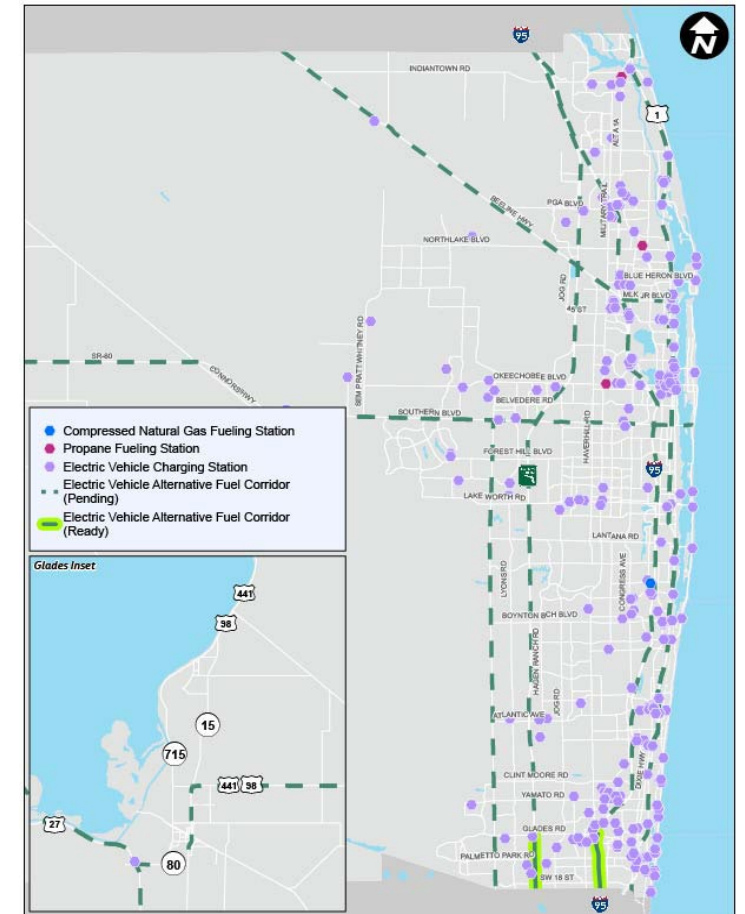 95
N
INDIANTOWN RD
ALT A1A
1
BEELINE HWY
PGA BLVD
MILITARY TRAIL
NORTHLAKE BLVD
BLUE HERON BLVD
JOG RD
MLK JR BLVD
45 ST
SEM PRATT WHITNEY RD
SR-80
CONNORS HWY
OKEECHOBEE BLVD
BELVEDERE RD
SOUTHERN BLVD
HAVERHILL RD
FOREST HILL BLVD
95
LAKE WORTH RD
LANTANA RD
LYONS RD
CONGRESS AVE
BOYNTON BCH BLVD
HAGEN RANCH RD
JOG RD
ATLANTIC AVE
DIXIE HWY
CLINT MOORE RD
YAMATO RD
GLADES RD
PALMETTO PARK RD
SW 18 ST
95
Compressed Natural Gas Fueling Station
Propane Fueling Station
Electric Vehicle Charging Station
Electric Vehicle Alternative Fuel Corridor
(Pending)
Electric Vehicle Alternative Fuel Corridor
(Ready)
Glades Inset
441
98
15
715
441 98
27
80